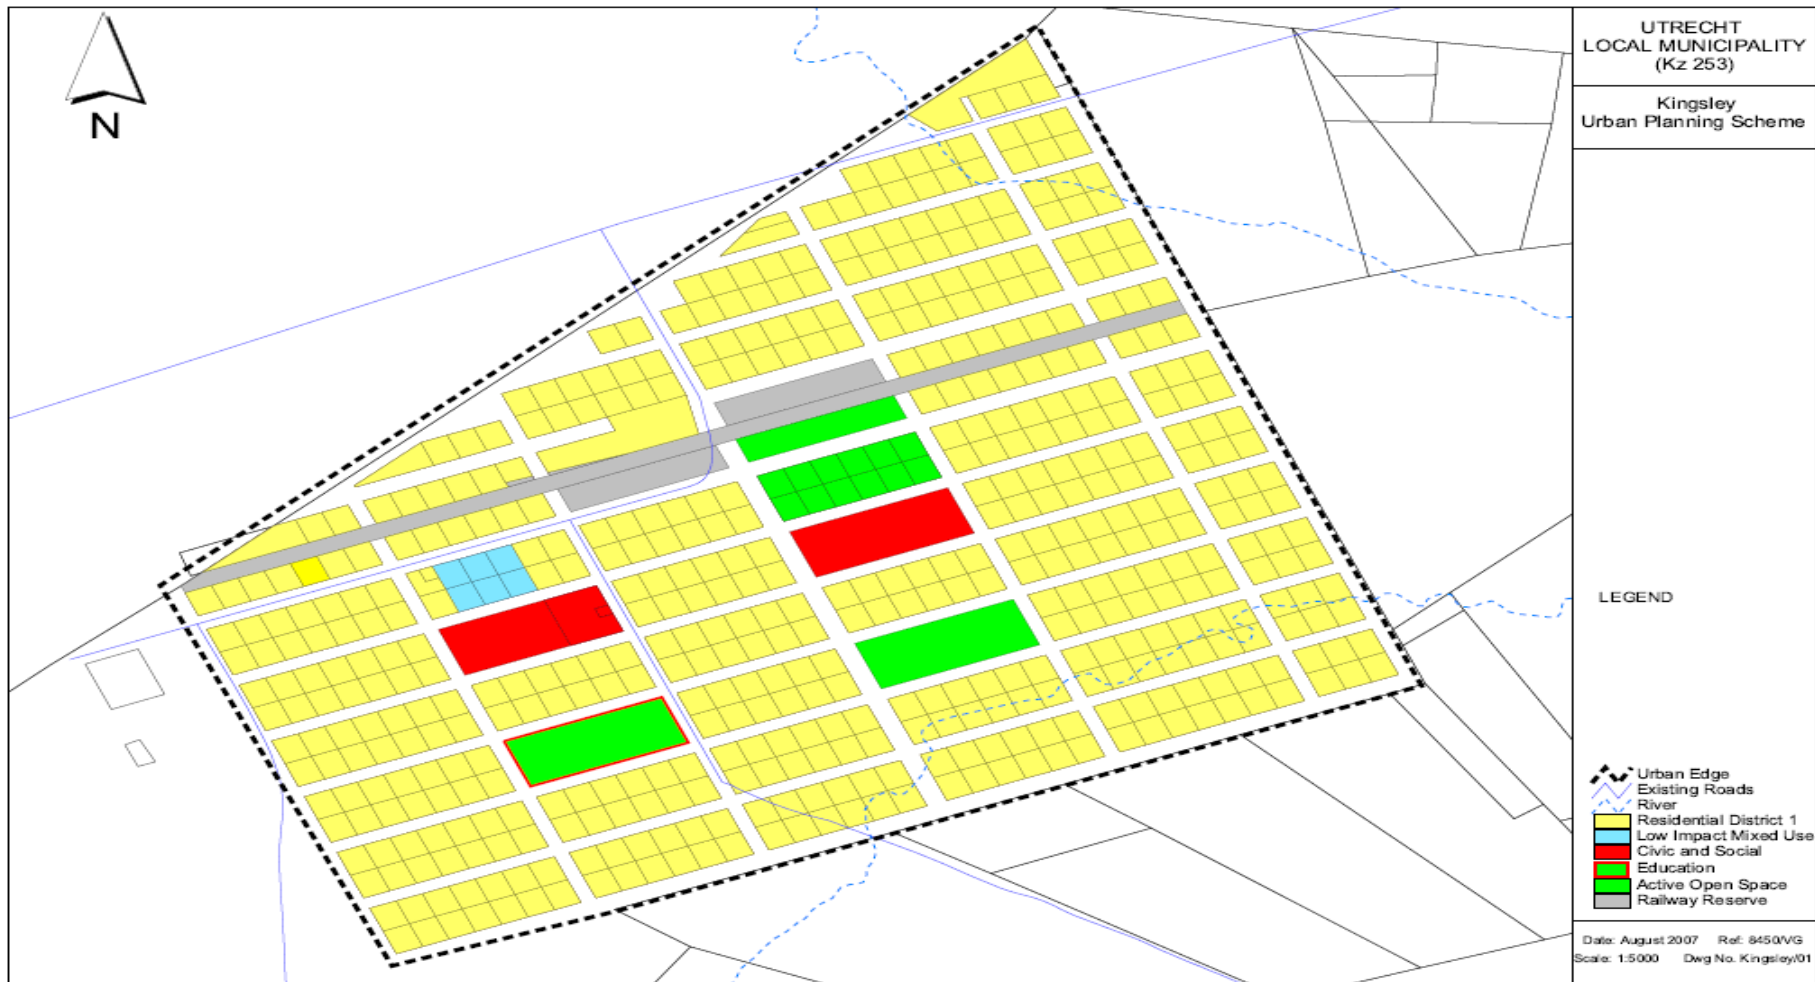 N
UTRECHT
LOCAL MUNICIPALITY
(Kz 253)
Kingsley
Urban Planning Scheme
LEGEND
Urban Edge
Existing Roads
River
Residential District 1
Low Impact Mixed Use
Civic and Social
Education
Active Open Space
Railway Reserve
Date: August 2007 Ref: 8450/VG
Scale: 1:5000 Dwg No. Kingsley/01